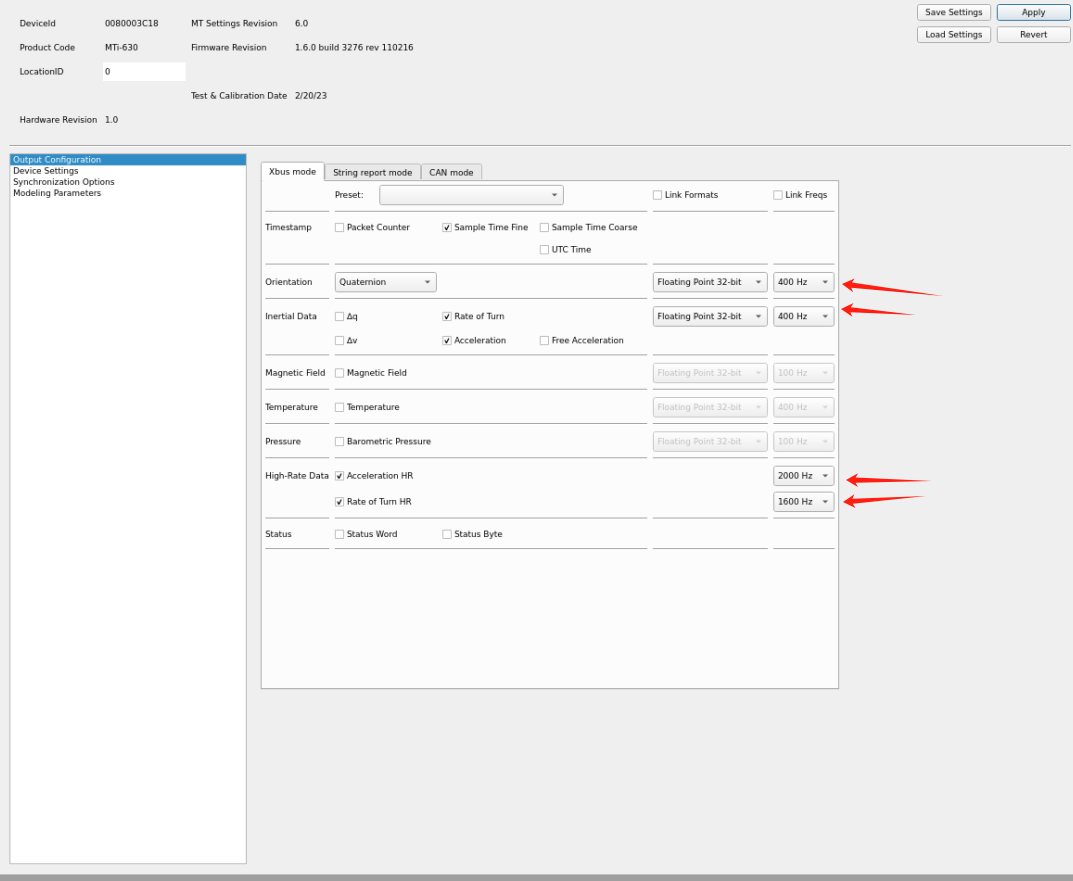 DeviceId 0080003C18 MT Settings Revision 6.0 Save Settings Apply
Product Code MTi-630 Firmware Revision 1.6.0 build 3276 rev 110216 Load Settings Revert
LocationID 0
Test & Calibration Date 2/20/23
Hardware Revision 1.0
Output Configuration
Device Settings
Synchronization Options
Modeling Parameters
Xbus mode String report mode CAN mode
Preset: Link Formats Link Freqs
Timestamp Packet Counter Sample Time Fine Sample Time Coarse
UTC Time
Orientation Quaternion Floating Point 32-bit 400 Hz
Inertial Data Δq Rate of Turn Floating Point 32-bit 400 Hz
Δv Acceleration Free Acceleration
Magnetic Field Magnetic Field Floating Point 32-bit 100 Hz
Temperature Temperature Floating Point 32-bit 400 Hz
Pressure Barometric Pressure Floating Point 32-bit 100 Hz
High-Rate Data Acceleration HR 2000 Hz
Rate of Turn HR 1600 Hz
Status Status Word Status Byte